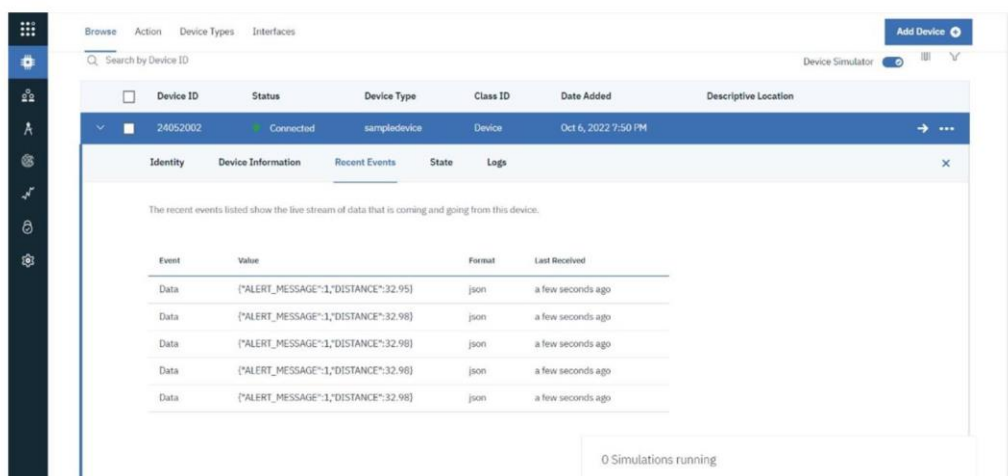 Browse Action Device Types Interfaces Add Device
Search by Device ID Device Simulator
Device ID Status Device Type Class ID Date Added Descriptive Location
24052002 Connected sampledevice Device Oct 6, 2022 7:50 PM
Identity Device Information Recent Events State Logs
The recent events listed show the live stream of data that is coming and going from this device.
Event Value Format Last Received
Data {"ALERT_MESSAGE":1,"DISTANCE":32.95} json a few seconds ago
Data {"ALERT_MESSAGE":1,"DISTANCE":32.98} json a few seconds ago
Data {"ALERT_MESSAGE":1,"DISTANCE":32.98} json a few seconds ago
Data {"ALERT_MESSAGE":1,"DISTANCE":32.98} json a few seconds ago
Data {"ALERT_MESSAGE":1,"DISTANCE":32.98} json a few seconds ago
0 Simulations running